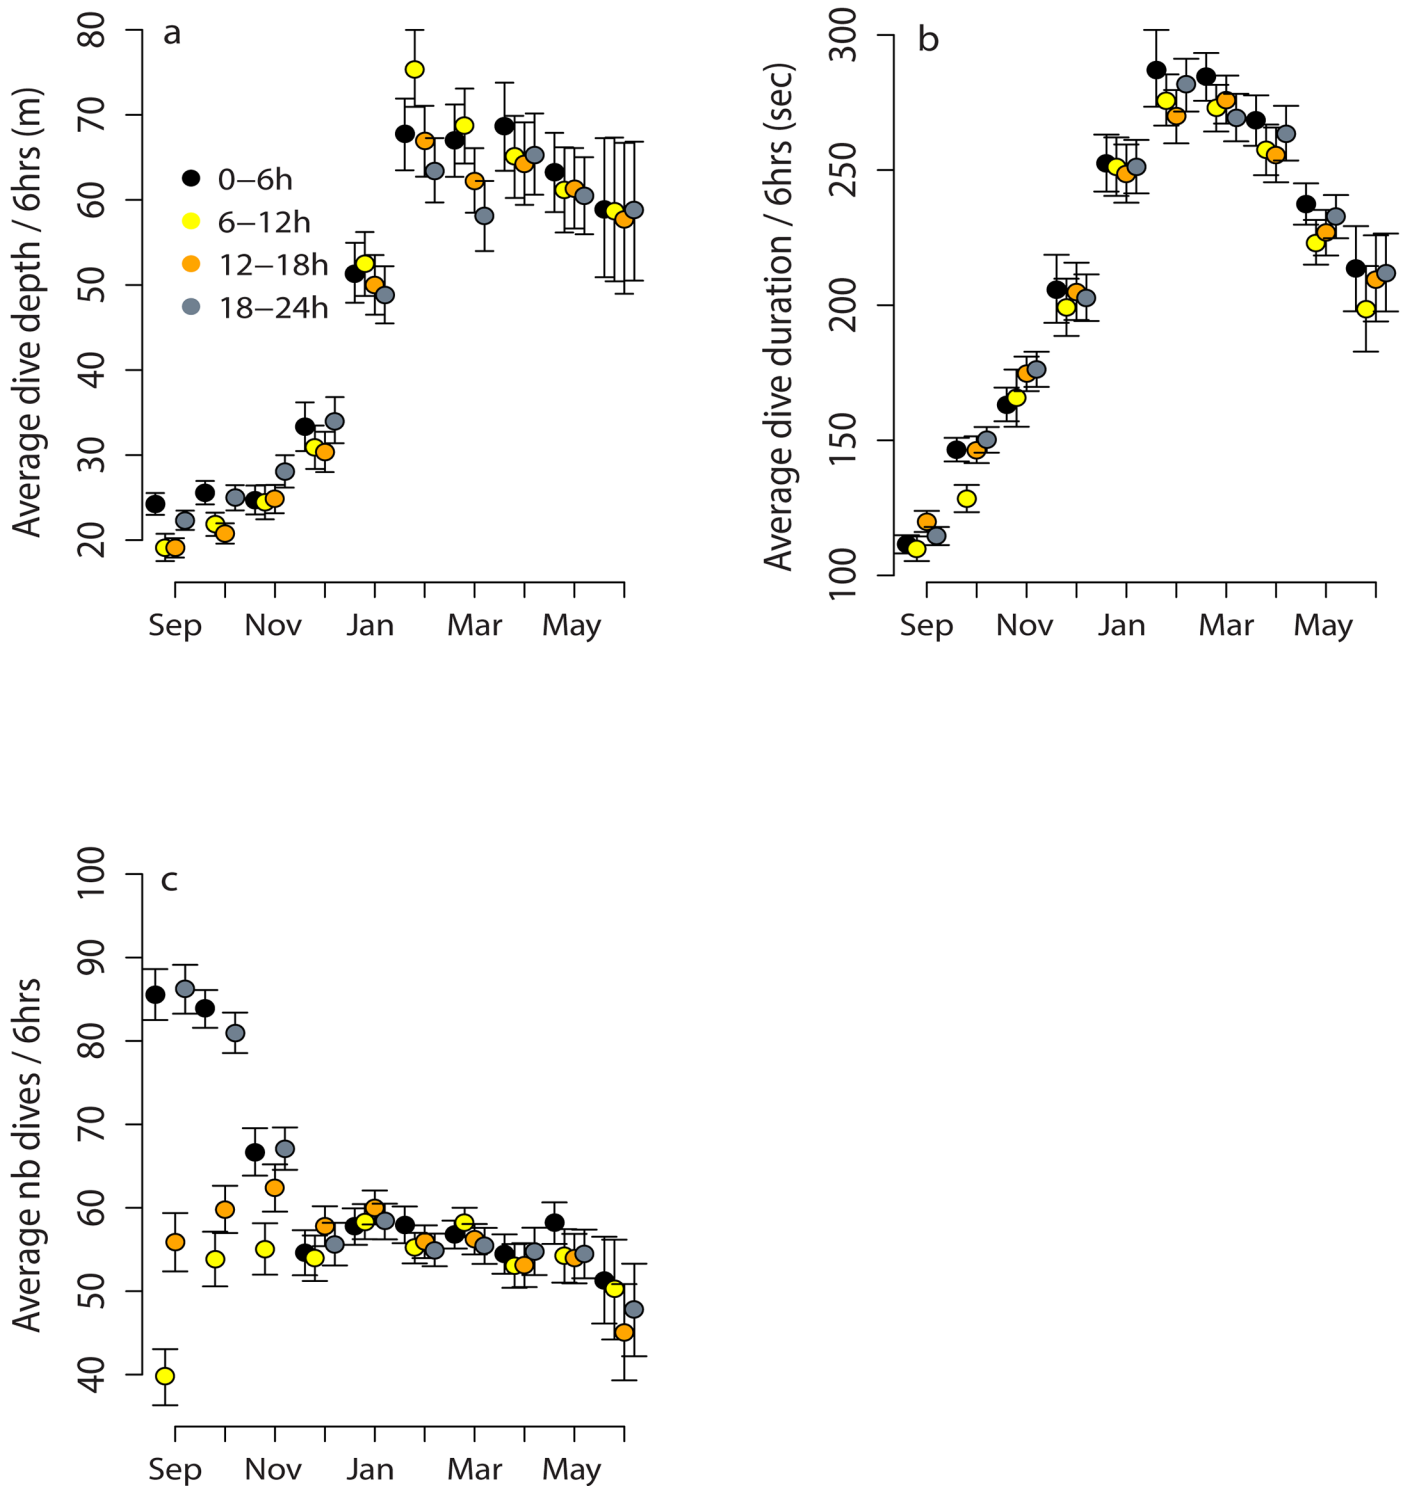 a
Average dive depth / 6hrs (m)
80
70
60
50
40
30
20
0–6h
6–12h
12–18h
18–24h
Sep Nov Jan Mar May
b
Average dive duration / 6hrs (sec)
300
250
200
150
100
Sep Nov Jan Mar May
c
Average nb dives / 6hrs
100
90
80
70
60
50
40
Sep Nov Jan Mar May